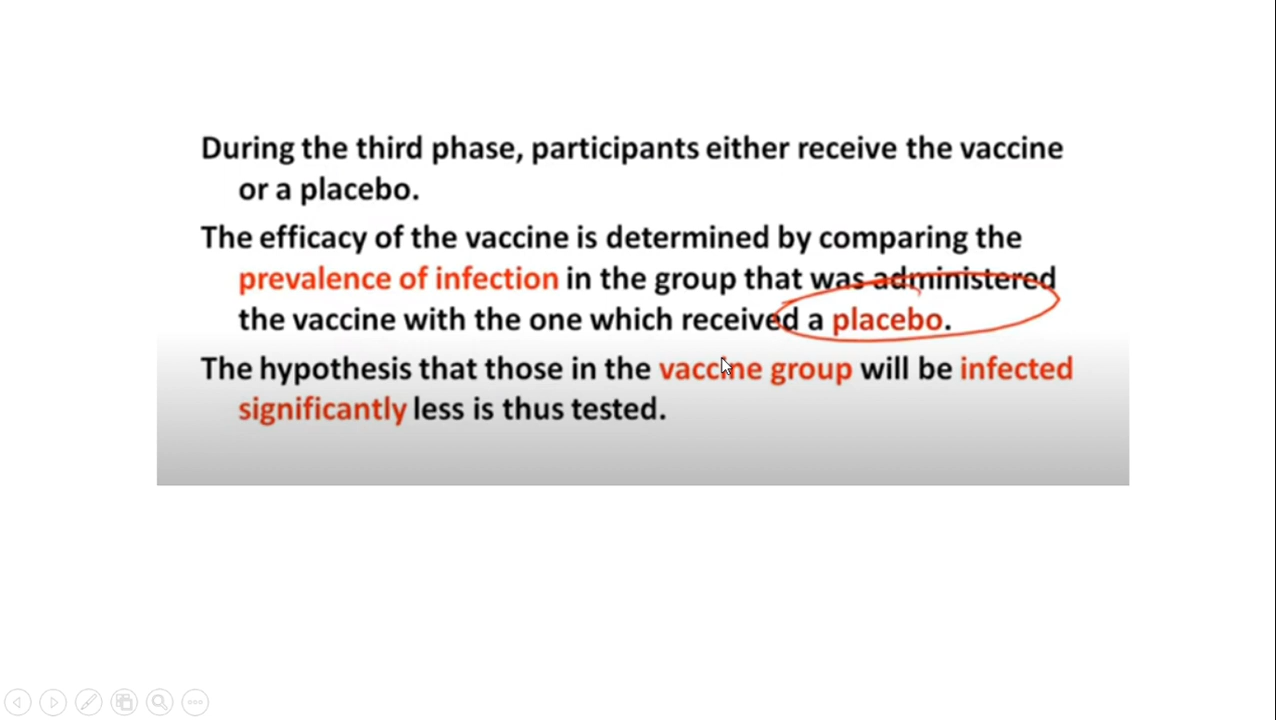 During the third phase, participants either receive the vaccine
or a placebo.
The efficacy of the vaccine is determined by comparing the
prevalence of infection in the group that was administered
the vaccine with the one which received a placebo.
The hypothesis that those in the vaccine group will be infected
significantly less is thus tested.